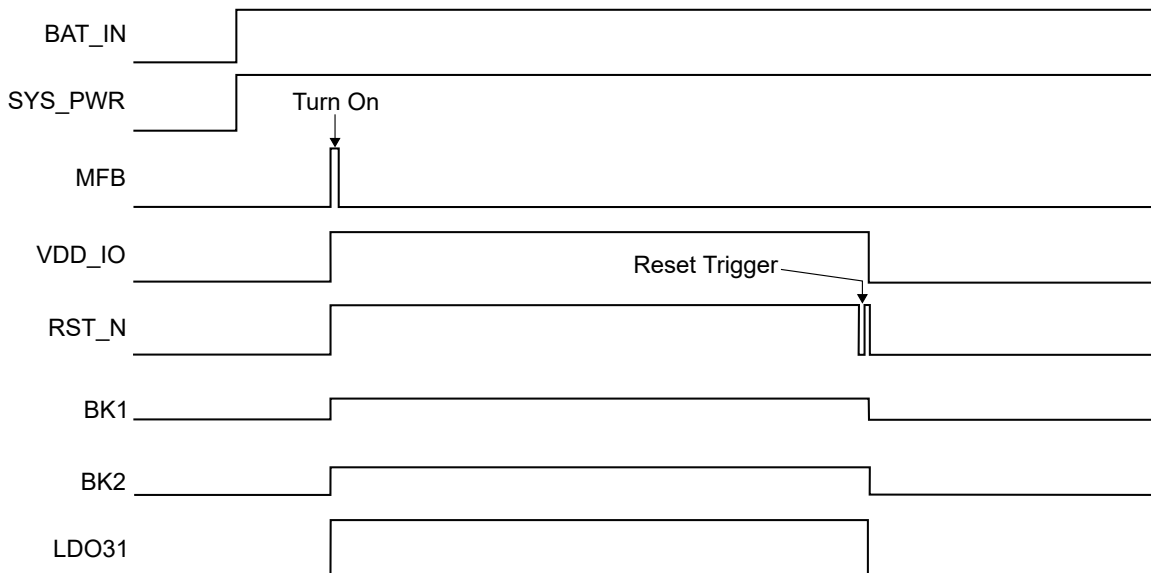 BAT_IN
SYS_PWR
Turn On
MFB
VDD_IO
Reset Trigger
RST_N
BK1
BK2
LDO31